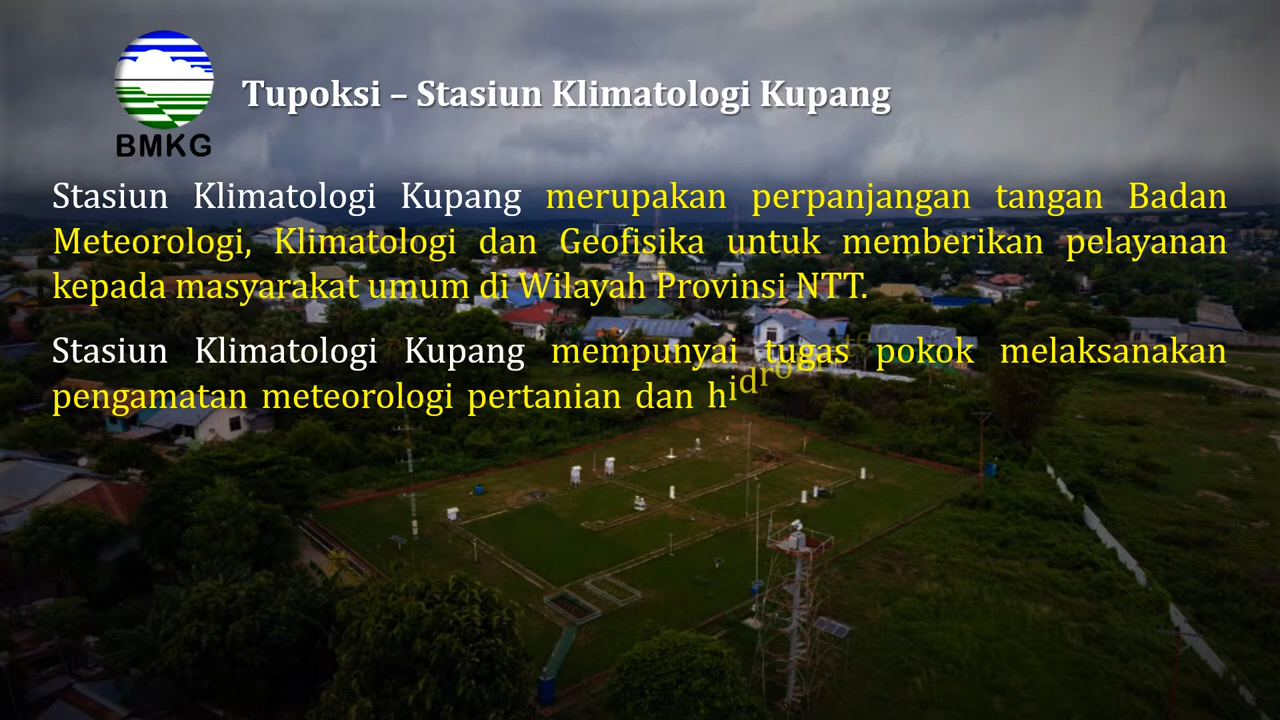 BMKG
Tupoksi – Stasiun Klimatologi Kupang
Stasiun Klimatologi Kupang merupakan perpanjangan tangan Badan
Meteorologi, Klimatologi dan Geofisika untuk memberikan pelayanan
kepada masyarakat umum di Wilayah Provinsi NTT.
Stasiun Klimatologi Kupang mempunyai tugas pokok melaksanakan
pengamatan meteorologi pertanian dan